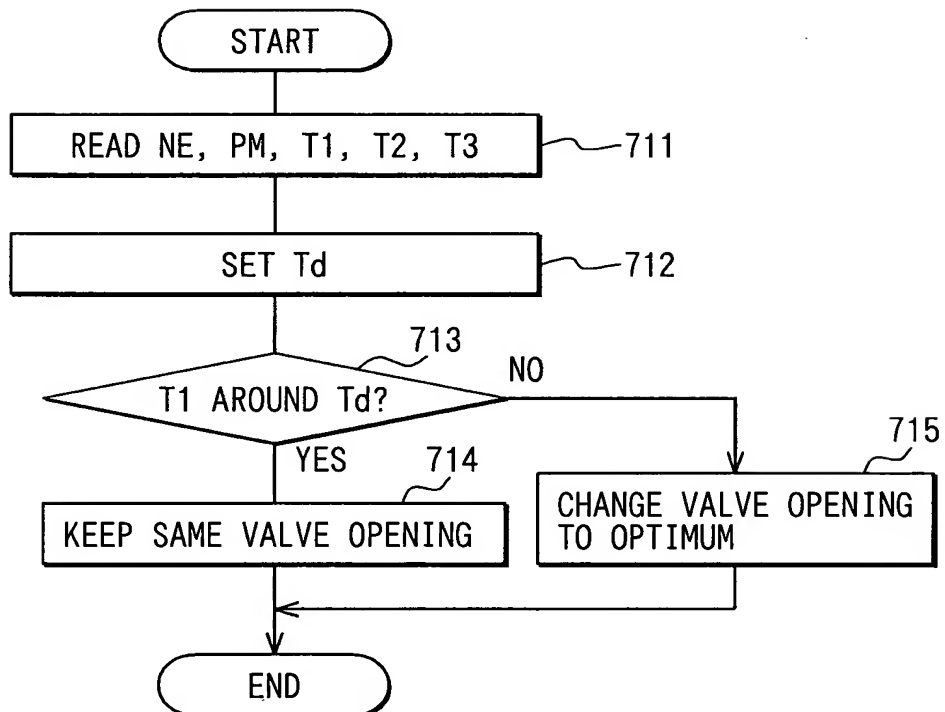 START
READ NE, PM, T1, T2, T3
711
SET Td
712
713
T1 AROUND Td?
NO
YES
714
KEEP SAME VALVE OPENING
715
CHANGE VALVE OPENING
TO OPTIMUM
END